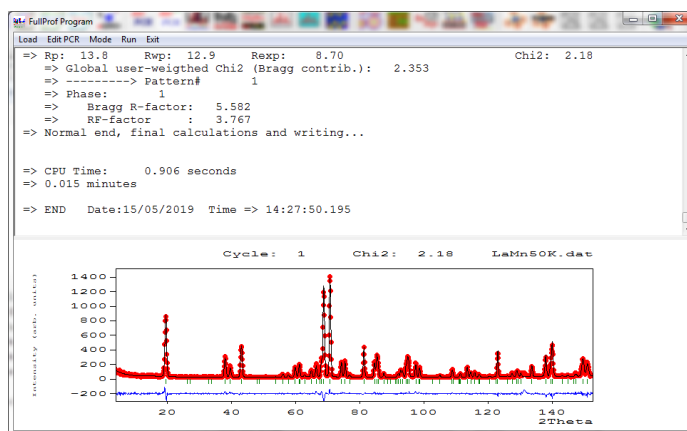 FullProf Program
Load Edit PCR Mode Run Exit
=> Rp: 13.8 Rwp: 12.9 Rexp: 8.70 Chi2: 2.18
=> Global user-weigthed Chi2 (Bragg contrib.): 2.353
=> ---------> Pattern# 1
=> Phase: 1
=> Bragg R-factor: 5.582
=> RF-factor : 3.767
=> Normal end, final calculations and writing...
=> CPU Time: 0.906 seconds
=> 0.015 minutes
=> END Date:15/05/2019 Time => 14:27:50.195
Cycle: 1 Chi2: 2.18 LaMn50K.dat
Intensity (arb. units)
1400
1200
1000
800
600
400
200
0
-200
20 40 60 80 100 120 140
2Theta